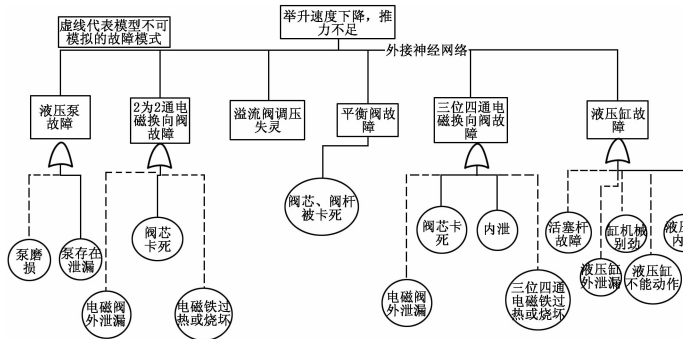 虚线代表模型不可
模拟的故障模式
举升速度下降，推
力不足
外接神经网络
液压泵
故障
2为2通电
磁换向阀
故障
溢流阀调压
失灵
平衡阀故
障
三位四通电
磁换向阀故
障
液压缸故
障
泵磨
损
泵存在
泄漏
阀芯
卡死
电磁阀
外泄漏
电磁铁过
热或烧坏
阀芯、阀杆
被卡死
阀芯卡
死
内泄
电磁阀
外泄漏
三位四通
电磁铁过
热或烧坏
活塞杆
故障
缸机械
别劲
液压缸
外泄漏
液压缸
不能动作
液压
内